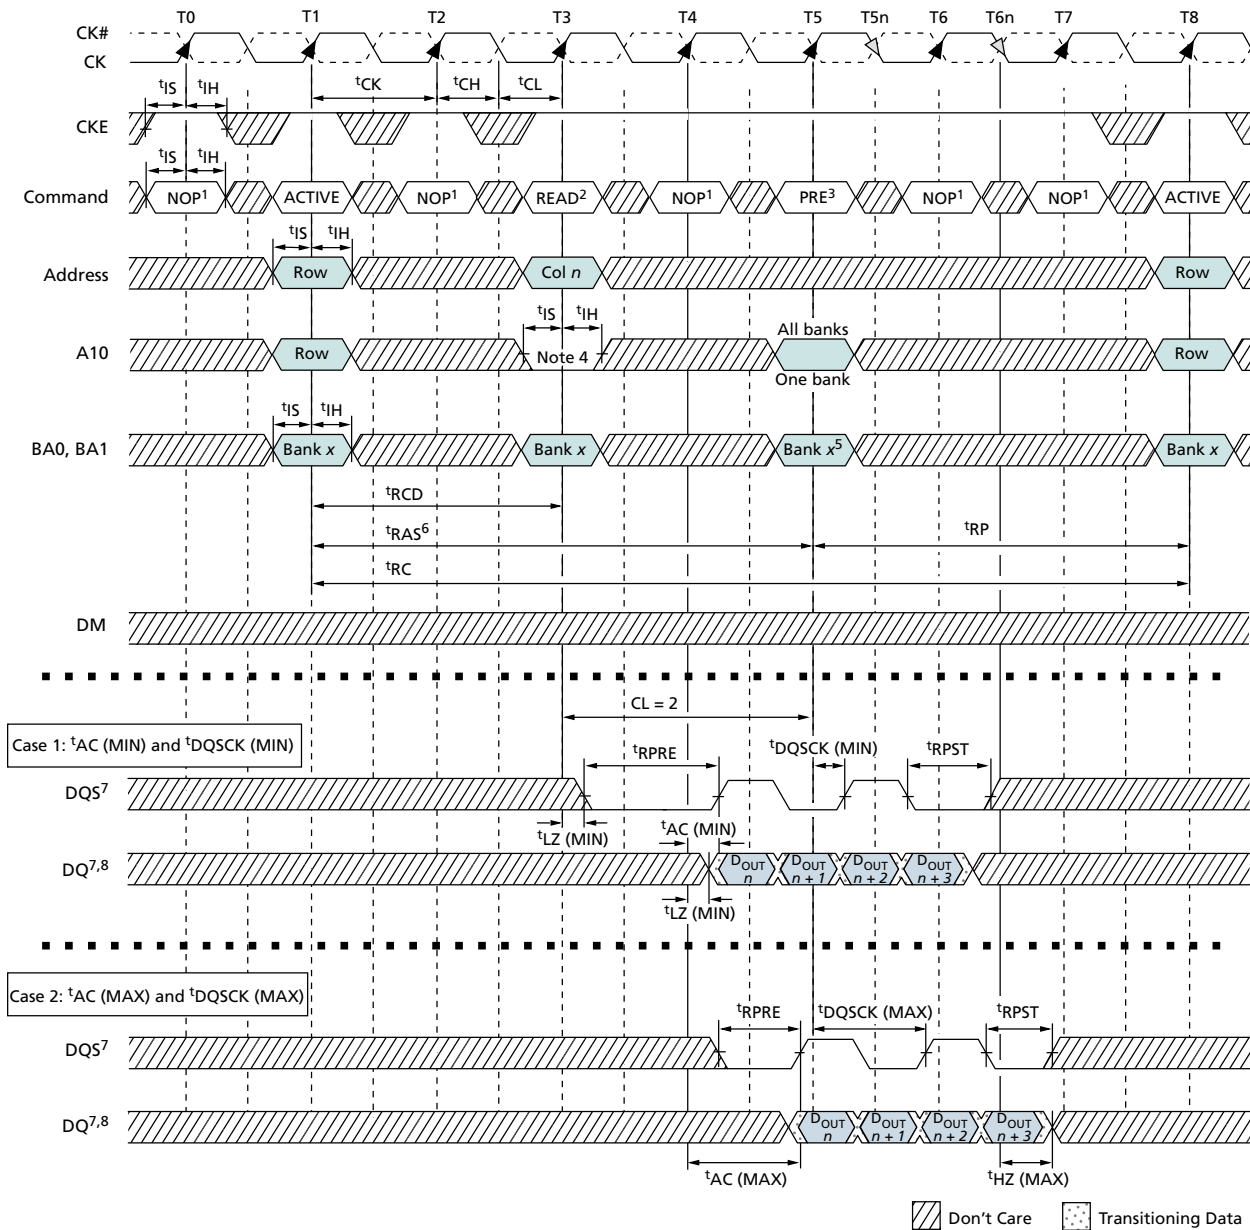 T0 T1 T2 T3 T4 T5 T5n T6 T6n T7 T8
CK#
CK
tCK tCH tCL
tIS tIH
CKE
tIS tIH
Command NOP1 ACTIVE NOP1 READ2 NOP1 PRE3 NOP1 NOP1 ACTIVE
tIS tIH
Address Row Col n Row
tIS tIH
All banks
A10 Row Note 4 Row
One bank
tIS tIH
BA0, BA1 Bank x Bank x Bank x5 Bank x
tRCD
tRAS6 tRP
tRC
DM
CL = 2
Case 1: tAC (MIN) and tDQSCK (MIN)
tRPRE tDQSCK (MIN) tRPST
DQS7
tLZ (MIN) tAC (MIN)
DQ7,8 DOUT n DOUT n + 1 DOUT n + 2 DOUT n + 3
tLZ (MIN)
Case 2: tAC (MAX) and tDQSCK (MAX)
tRPRE tDQSCK (MAX) tRPST
DQS7
DQ7,8 DOUT n DOUT n + 1 DOUT n + 2 DOUT n + 3
tAC (MAX) tHZ (MAX)
Don't Care Transitioning Data